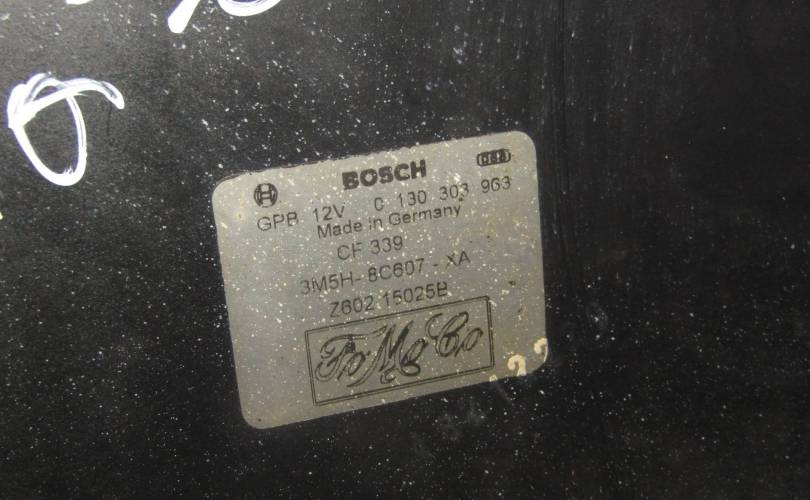 BOSCH
GPB 12V 0 130 303 963
Made in Germany
CF 339
3M5H-8C607-XA
Z602 15025B
FoMoCo